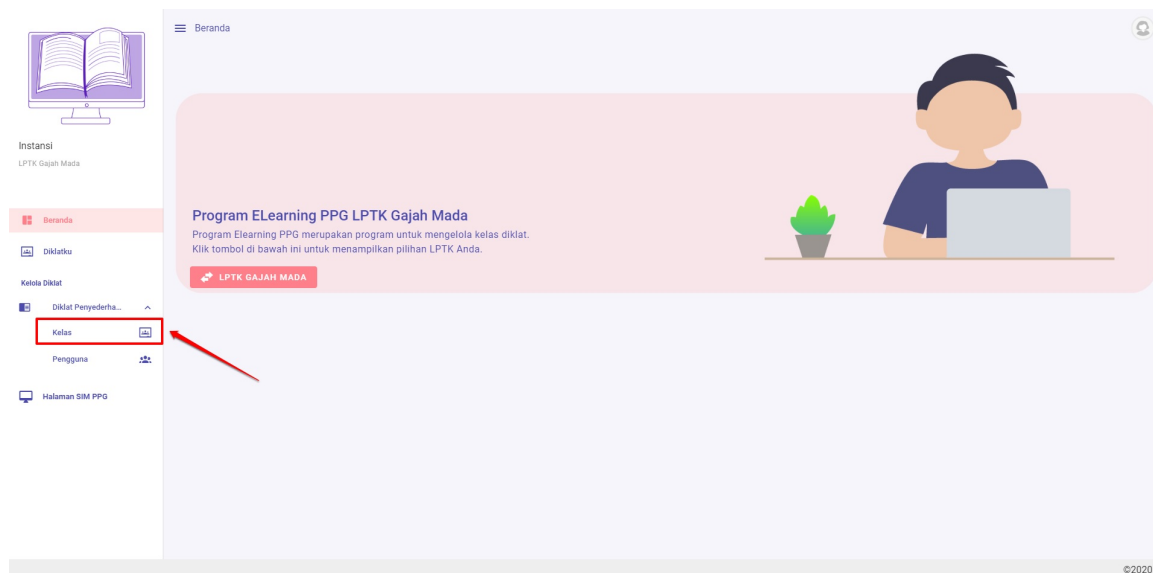 Beranda
Instansi
LPTK Gajah Mada
Beranda
Diklatku
Kelola Diklat
Diklat Penyederha...
Kelas
Pengguna
Halaman SIM PPG
Program ELearning PPG LPTK Gajah Mada
Program Elearning PPG merupakan program untuk mengelola kelas diklat.
Klik tombol di bawah ini untuk menampilkan pilihan LPTK Anda.
LPTK GAJAH MADA
©2020